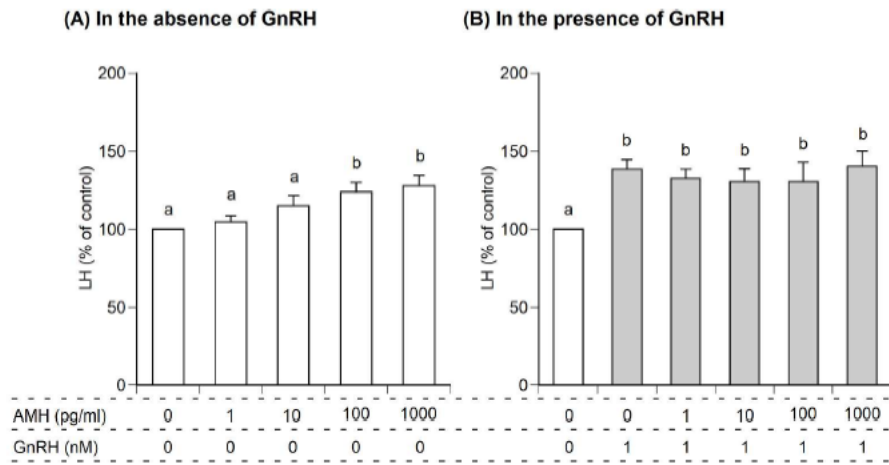 (A) In the absence of GnRH (B) In the presence of GnRH
200 200
b
b b b b
150 150
b b
a
a
a a
100 100
LH (% of control) LH (% of control)
50 50
0 0
AMH (pg/ml) 0 1 10 100 1000 0 0 1 10 100 1000
GnRH (nM) 0 0 0 0 0 0 1 1 1 1 1